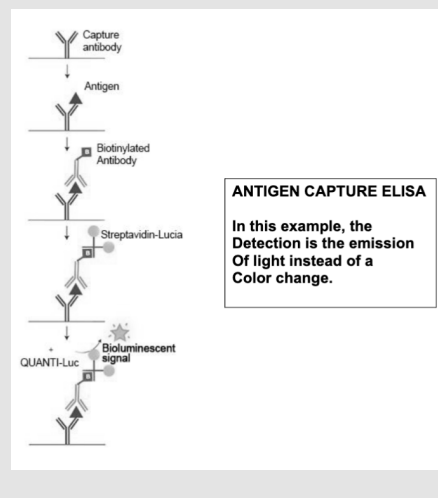 Capture
antibody
Antigen
Biotinylated
Antibody
Streptavidin-Lucia
Bioluminescent
signal
+
QUANTI-Luc
ANTIGEN CAPTURE ELISA
In this example, the
Detection is the emission
Of light instead of a
Color change.